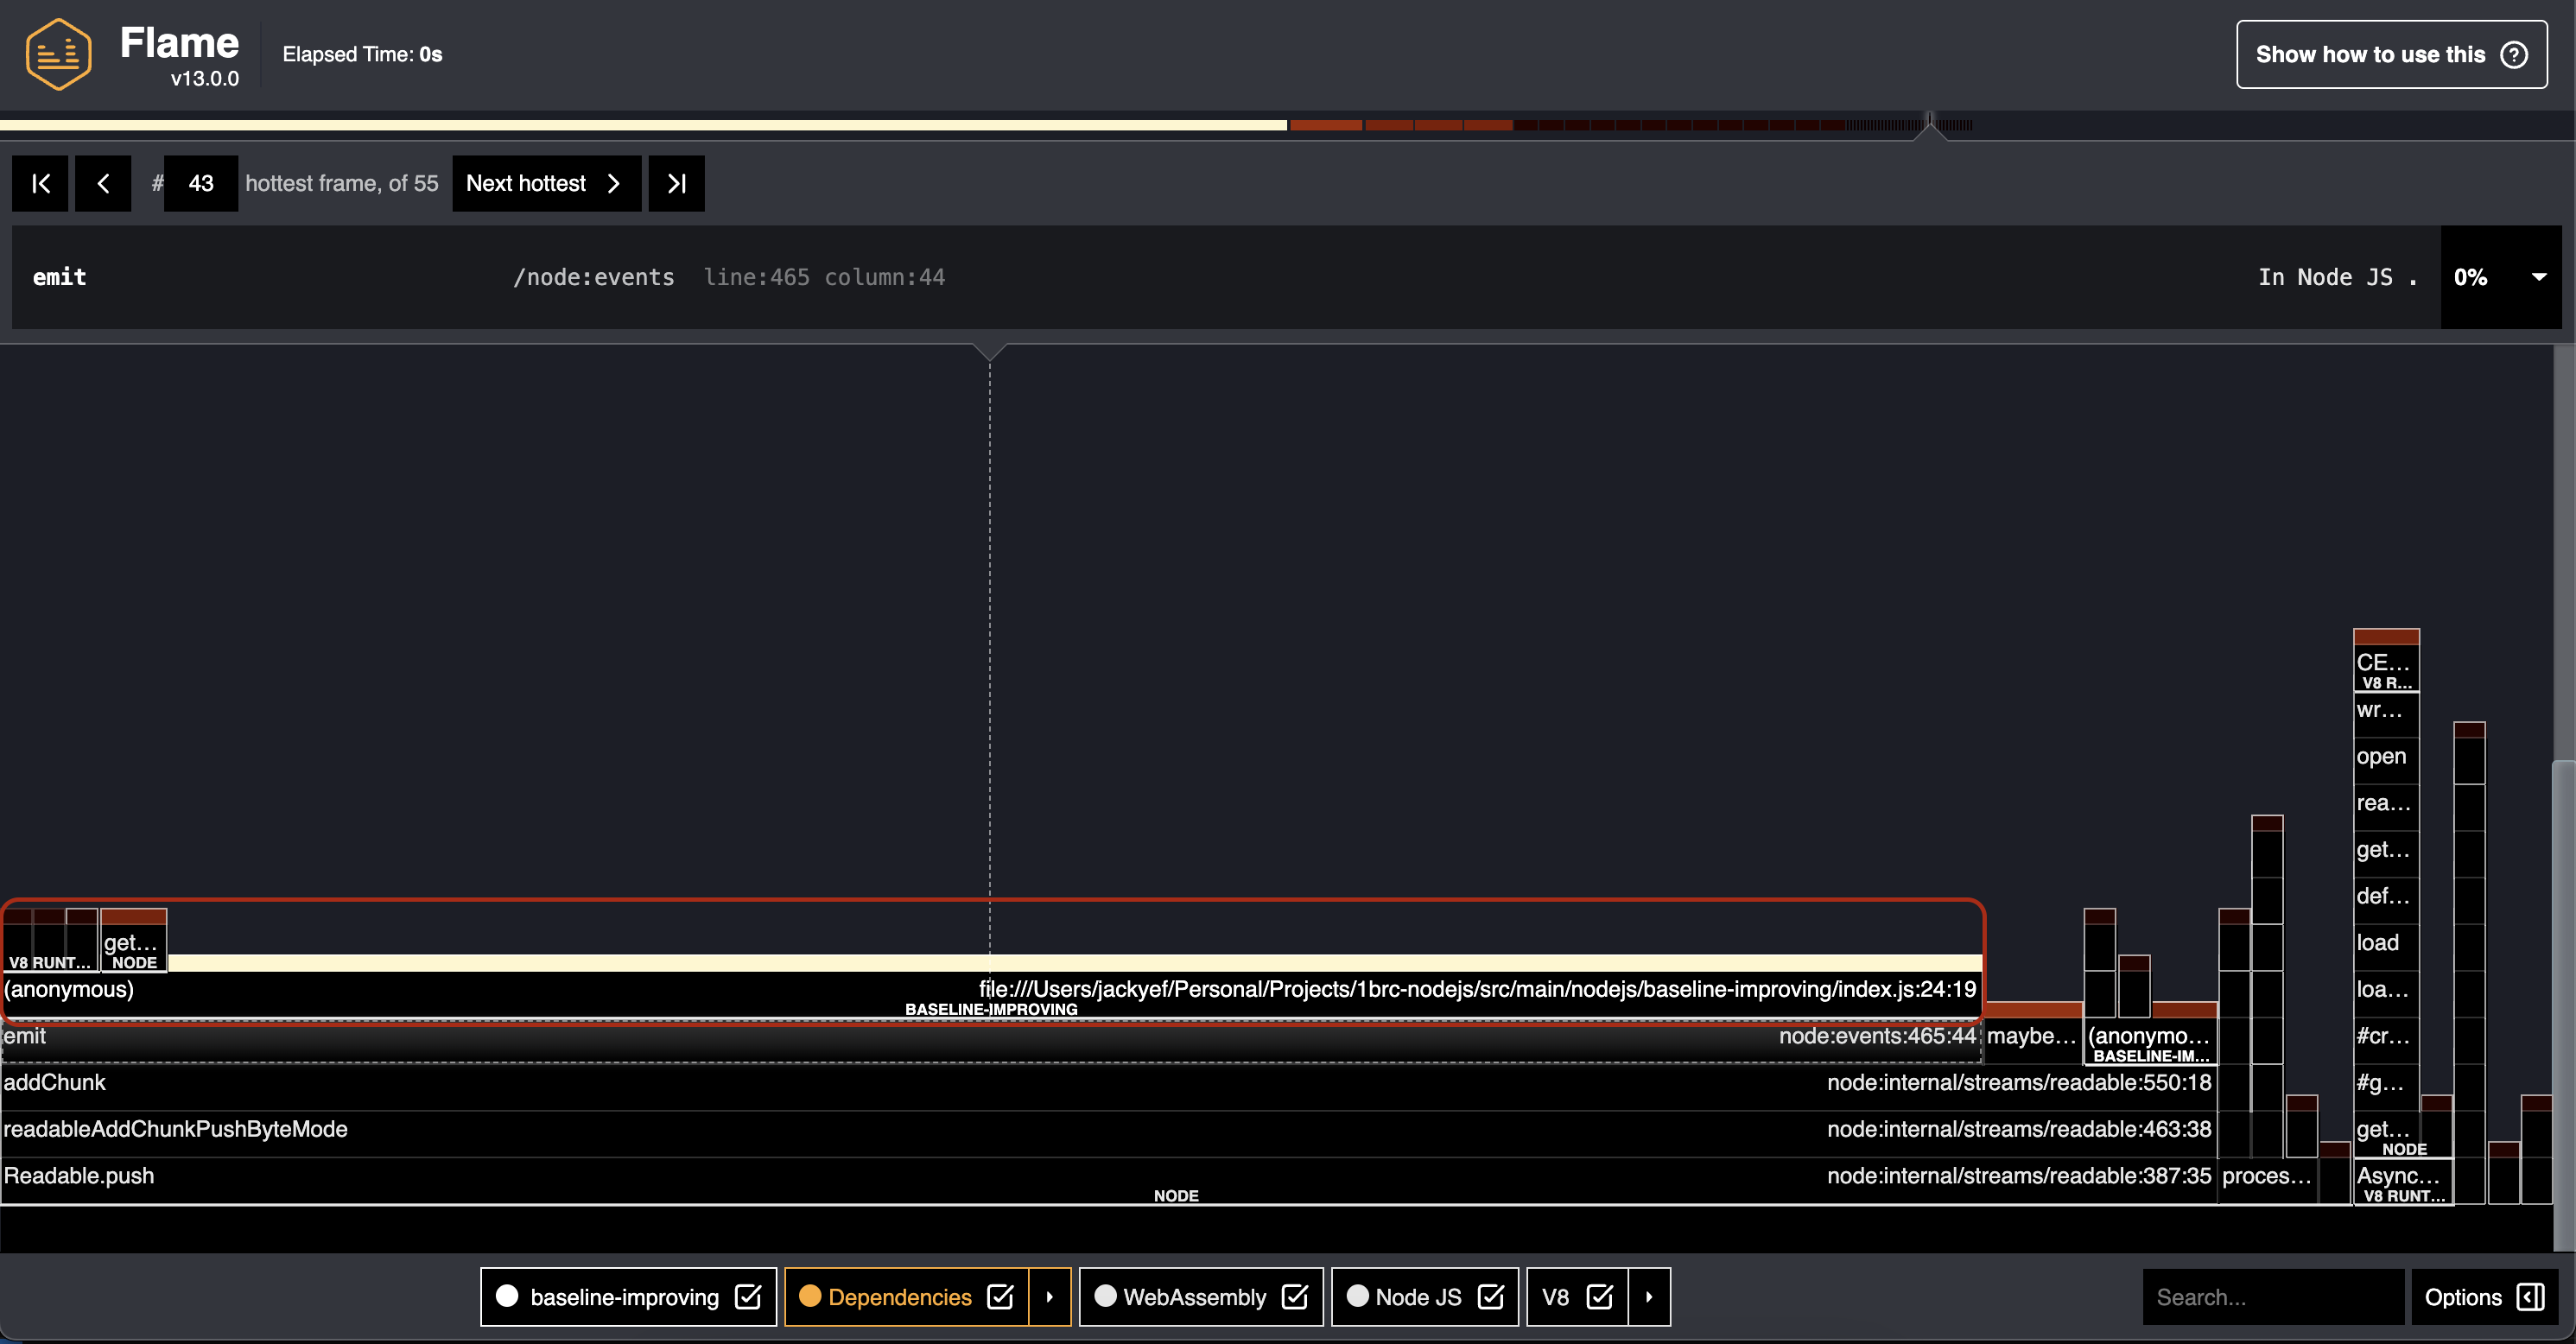 Flame
v13.0.0
Elapsed Time: 0s
Show how to use this ?
# 43 hottest frame, of 55 Next hottest
emit /node:events line:465 column:44 In Node JS . 0%
CE...
V8 R...
wr...
open
rea...
get...
def...
load
get...
V8 RUNT... NODE
(anonymous) file:///Users/jackyef/Personal/Projects/1brc-nodejs/src/main/nodejs/baseline-improving/index.js:24:19 loa...
BASELINE-IMPROVING
emit node:events:465:44 maybe... (anonymo... #cr...
BASELINE-IM...
addChunk node:internal/streams/readable:550:18 #g...
readableAddChunkPushByteMode node:internal/streams/readable:463:38 get...
NODE
Readable.push node:internal/streams/readable:387:35 proces... Async...
NODE V8 RUNT...
baseline-improving Dependencies WebAssembly Node JS V8 Search... Options